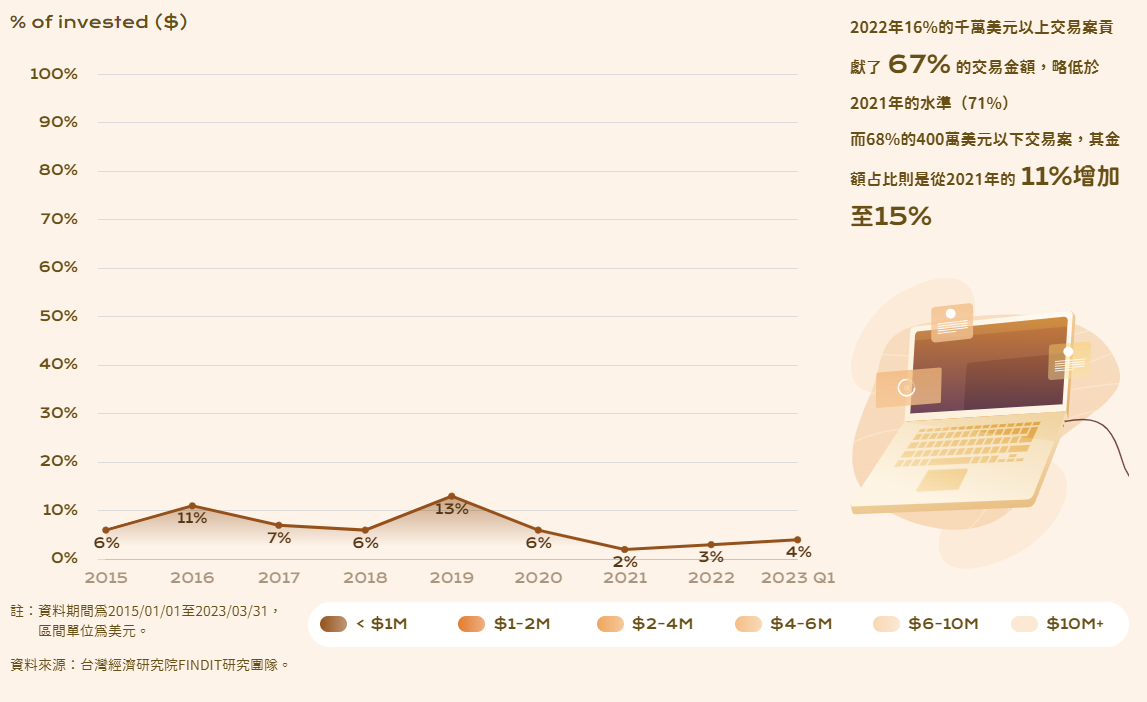 % of invested ($)
100%
90%
80%
70%
60%
50%
40%
30%
20%
10%
0%
6%
11%
7%
6%
13%
6%
2%
3%
4%
2015
2016
2017
2018
2019
2020
2021
2022
2023 Q1
2022年16%的千萬美元以上交易案貢
獻了 67% 的交易金額，略低於
2021年的水準（71%）
而68%的400萬美元以下交易案，其金
額占比則是從2021年的 11%增加
至15%
註：資料期間為2015/01/01至2023/03/31，
區間單位為美元。
< $1M
$1-2M
$2-4M
$4-6M
$6-10M
$10M+
資料來源：台灣經濟研究院FINDIT研究團隊。